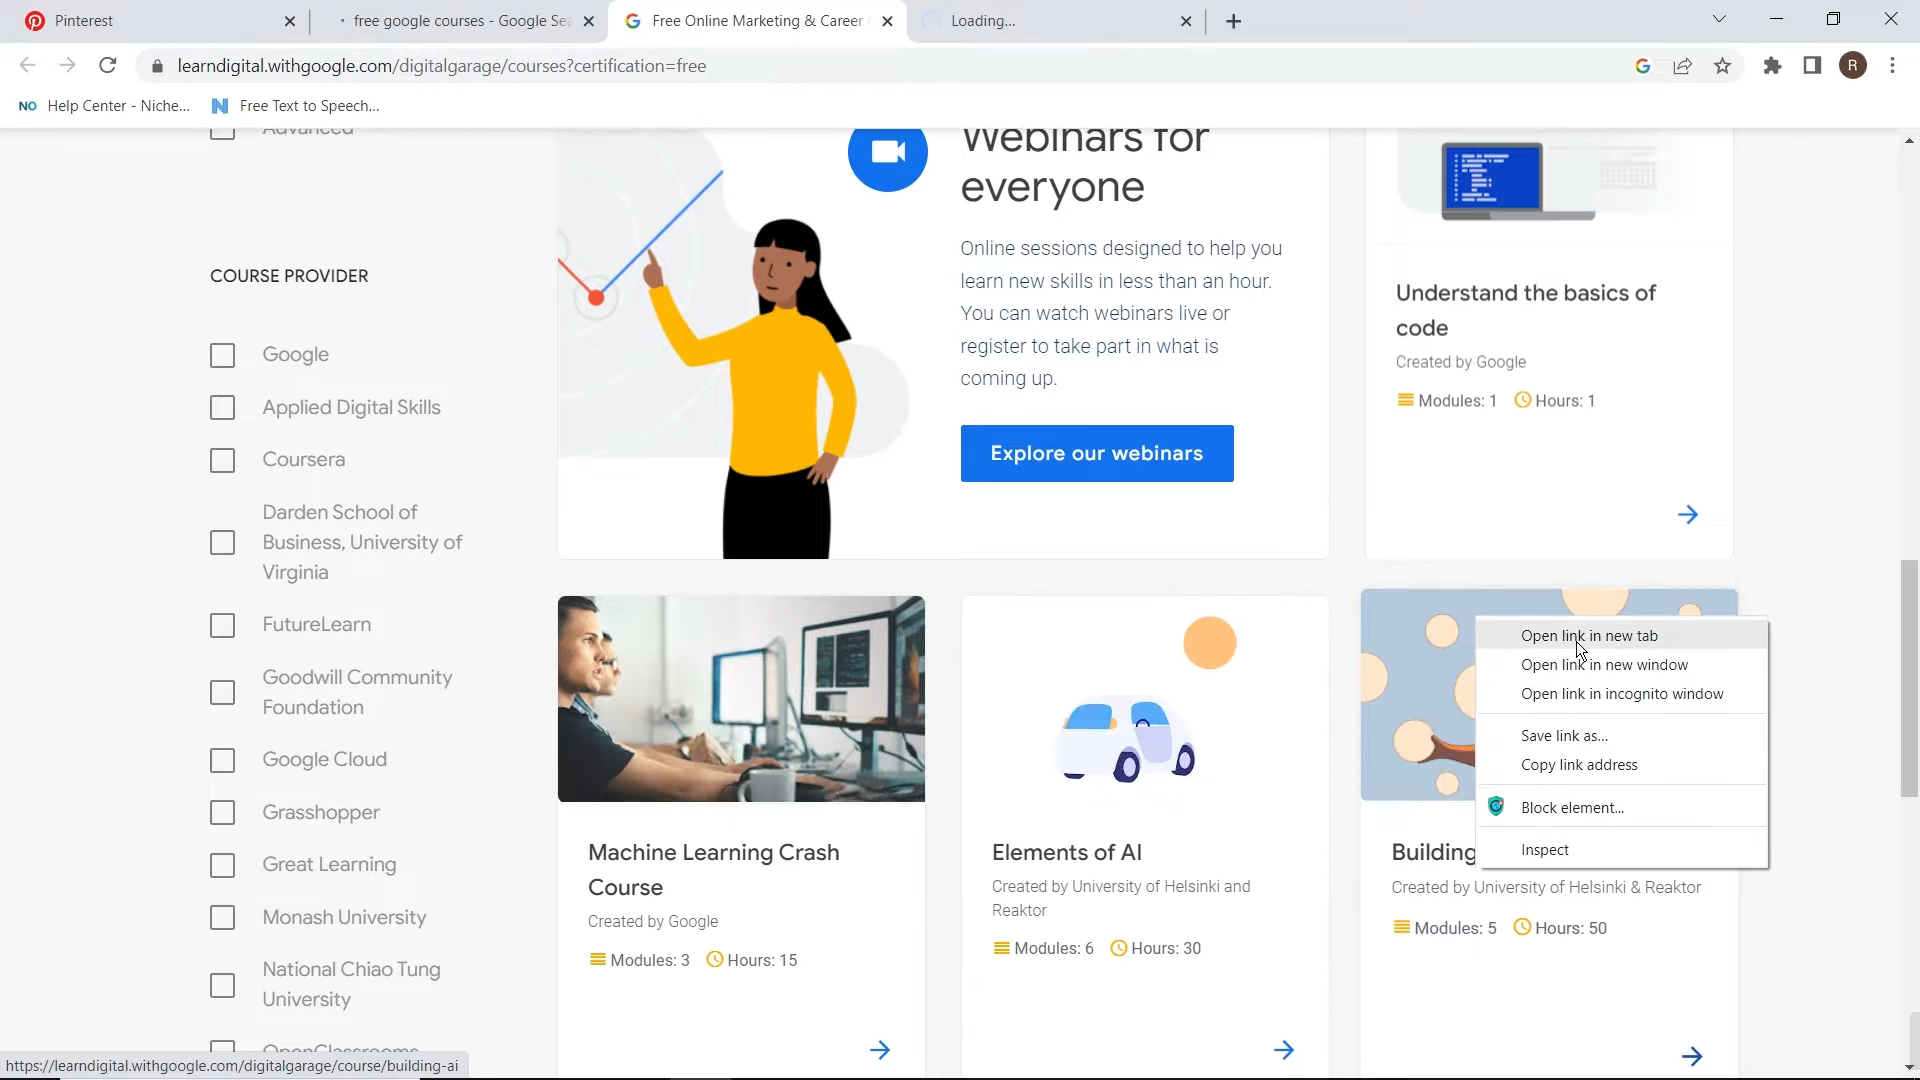 Pinterest
free google courses - Google Sea
Free Online Marketing & Career
Loading...
learndigital.withgoogle.com/digitalgarage/courses?certification=free
R
NO Help Center - Niche...
Free Text to Speech...
Advanced
COURSE PROVIDER
Google
Applied Digital Skills
Coursera
Darden School of
Business, University of
Virginia
FutureLearn
Goodwill Community
Foundation
Google Cloud
Grasshopper
Great Learning
Monash University
National Chiao Tung
University
OpenClassrooms
Webinars for
everyone
Online sessions designed to help you
learn new skills in less than an hour.
You can watch webinars live or
register to take part in what is
coming up.
Explore our webinars
Understand the basics of
code
Created by Google
Modules: 1 Hours: 1
Machine Learning Crash
Course
Created by Google
Modules: 3 Hours: 15
Elements of AI
Created by University of Helsinki and
Reaktor
Modules: 6 Hours: 30
Building
Created by University of Helsinki & Reaktor
Modules: 5 Hours: 50
Open link in new tab
Open link in new window
Open link in incognito window
Save link as...
Copy link address
Block element...
Inspect
https://learndigital.withgoogle.com/digitalgarage/course/building-ai